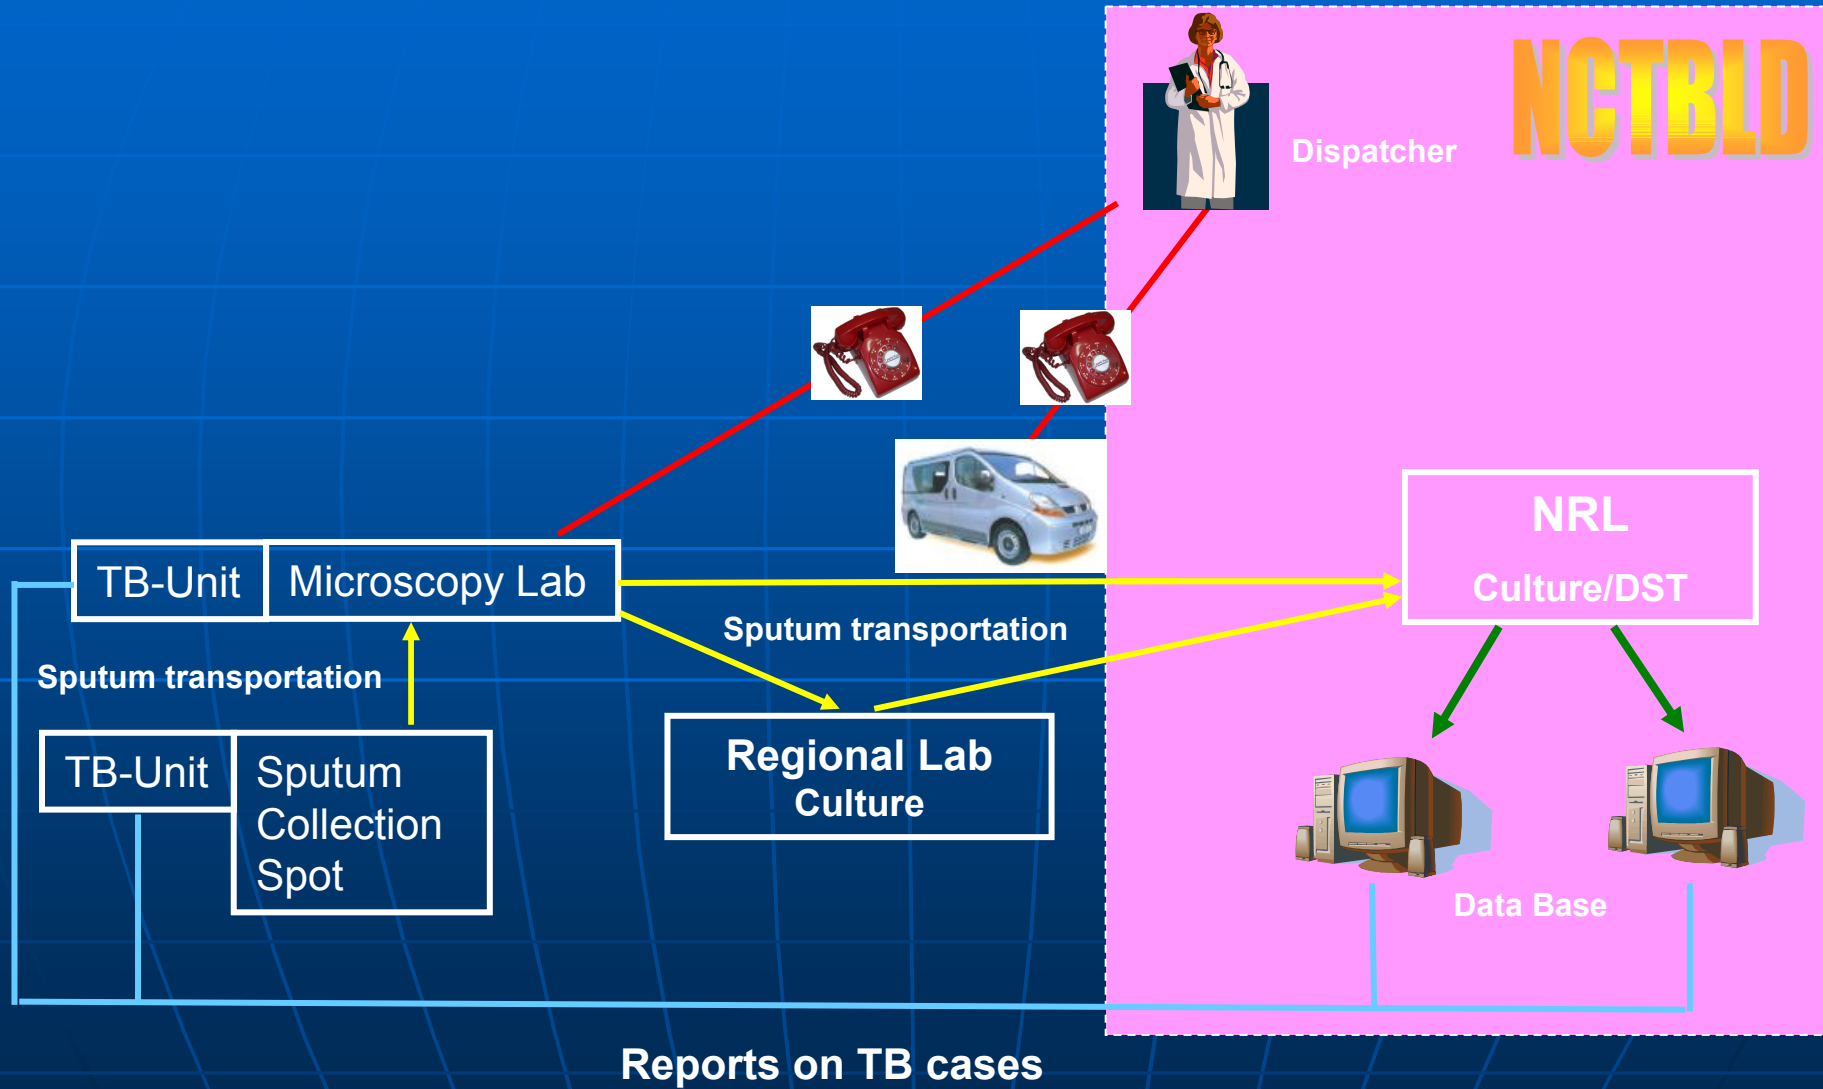 NCTBLD
Dispatcher
NRL
Culture/DST
TB-Unit
Microscopy Lab
Sputum transportation
Sputum transportation
TB-Unit
Sputum
Collection
Spot
Regional Lab
Culture
Data Base
Reports on TB cases